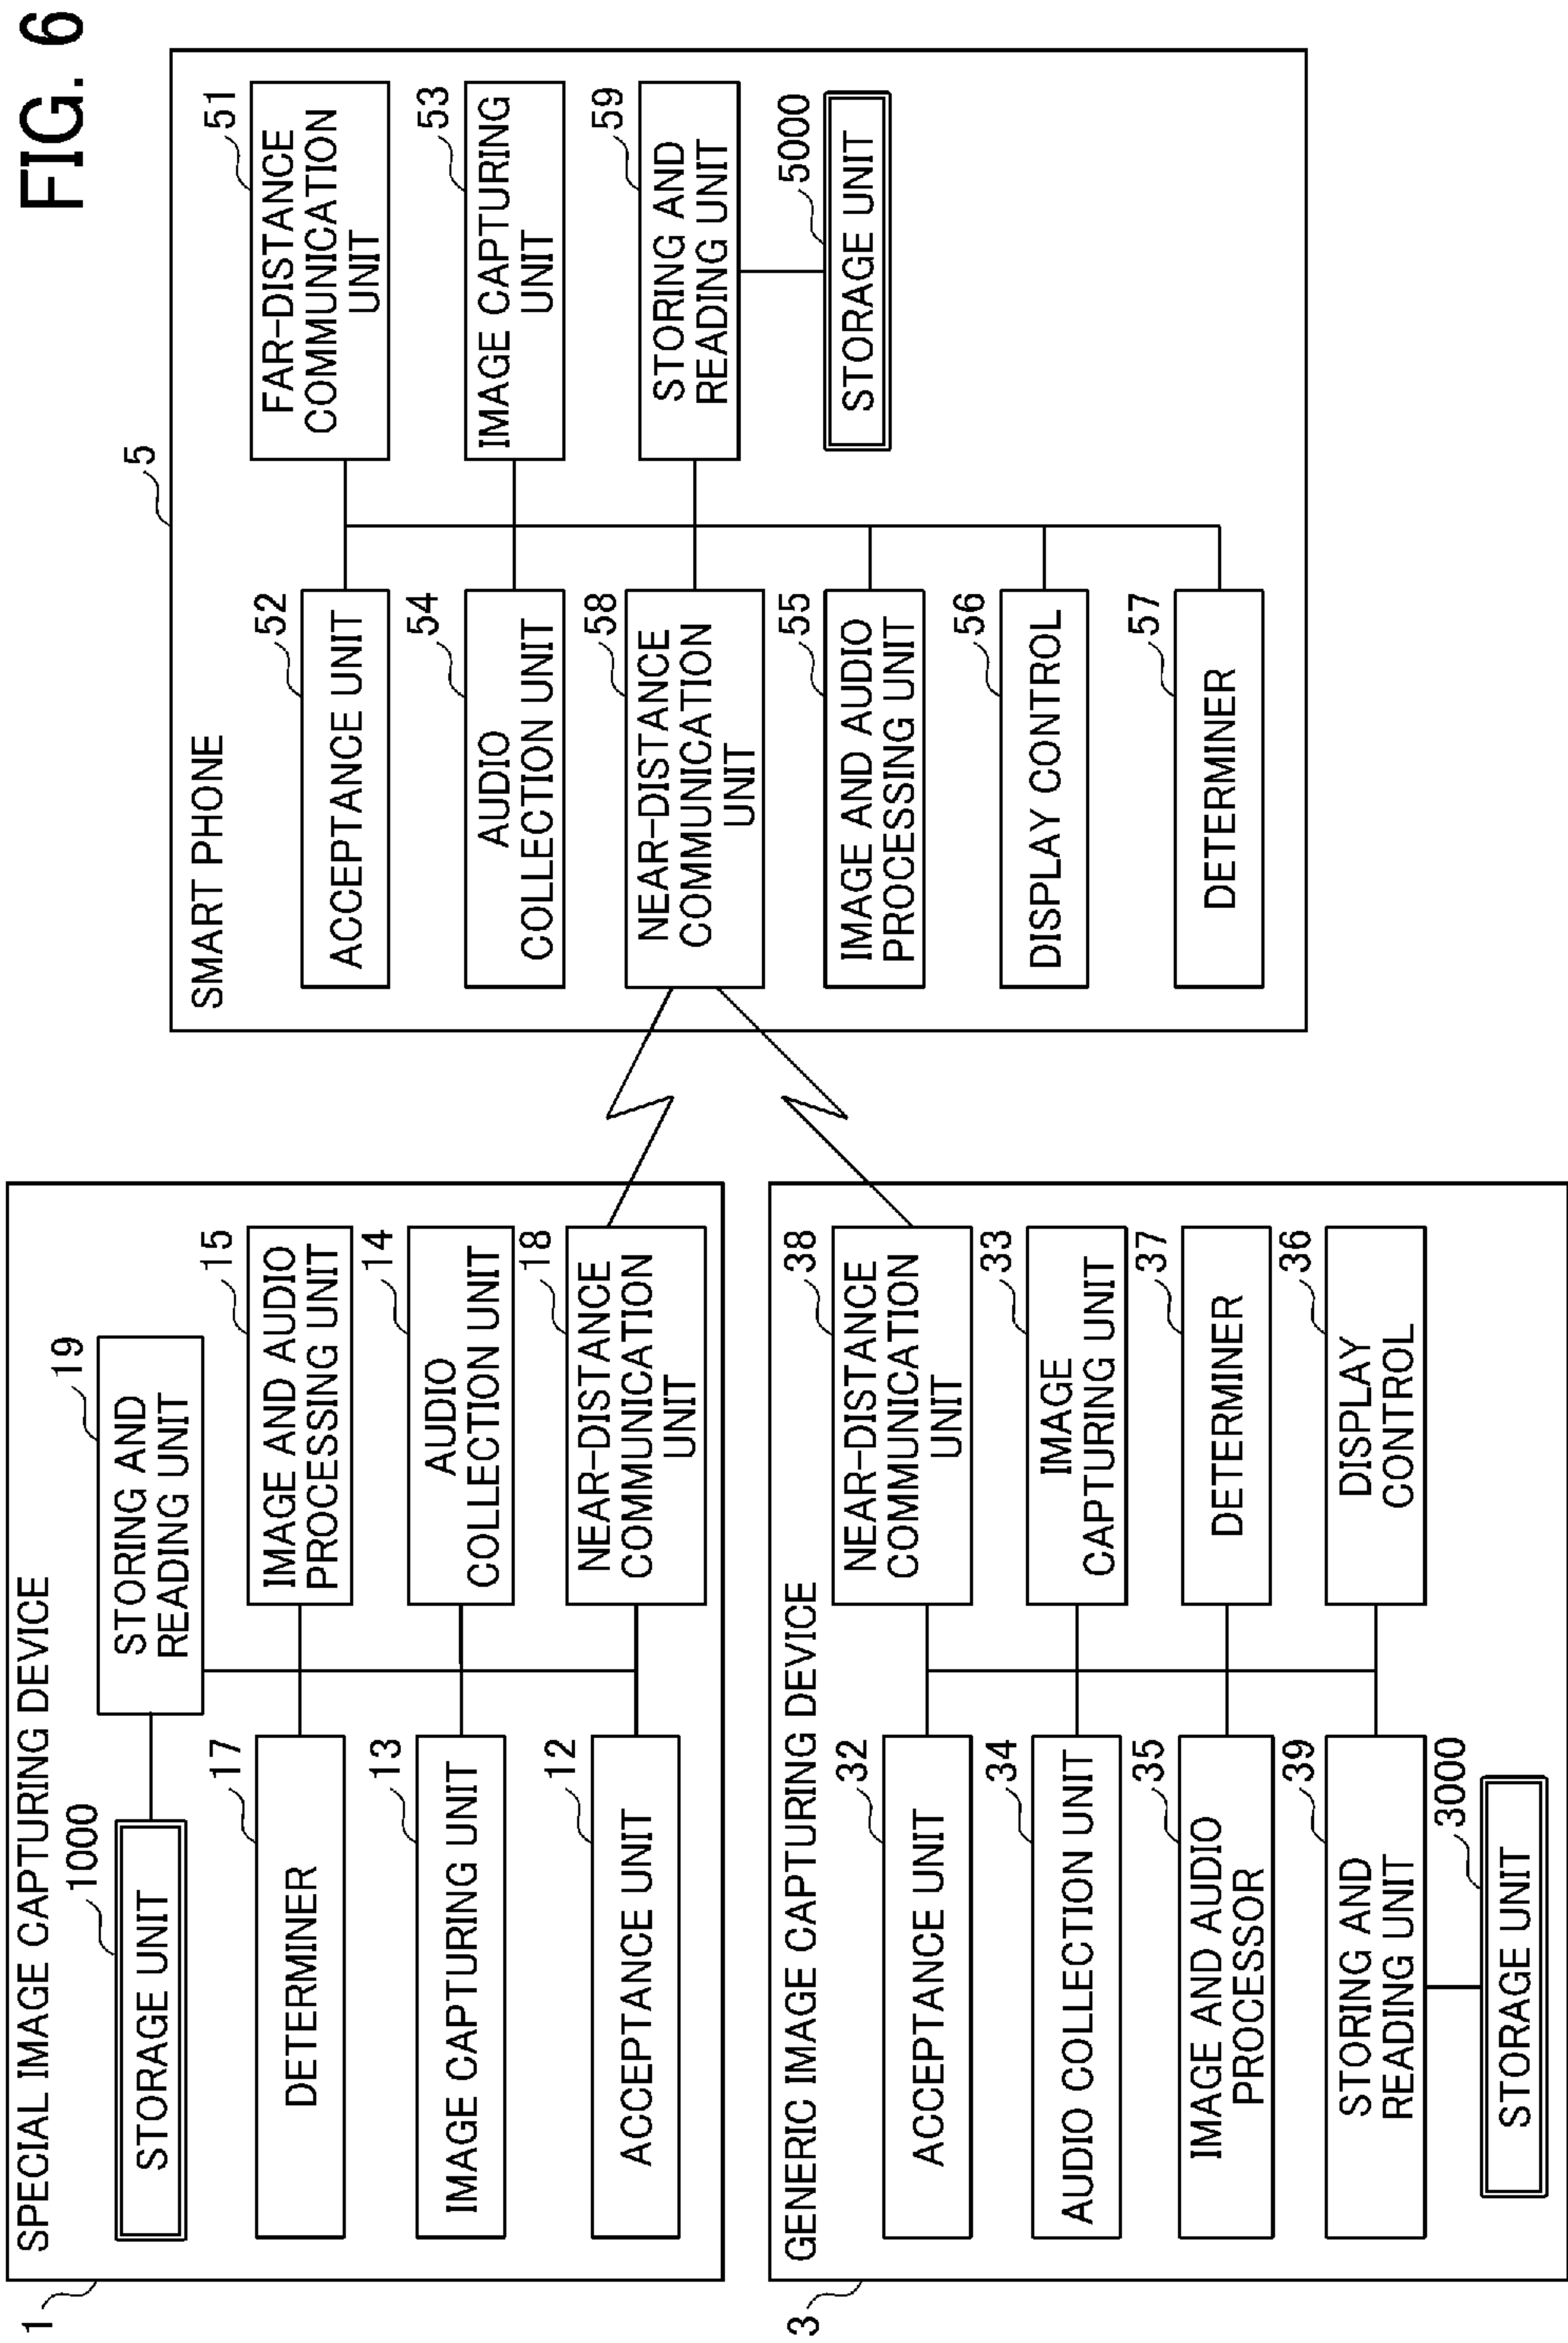 FIG. 6
1
SPECIAL IMAGE CAPTURING DEVICE
1000
STORAGE UNIT
19
STORING AND
READING UNIT
17
DETERMINER
15
IMAGE AND AUDIO
PROCESSING UNIT
13
IMAGE CAPTURING UNIT
14
AUDIO
COLLECTION UNIT
12
ACCEPTANCE UNIT
18
NEAR-DISTANCE
COMMUNICATION
UNIT
3
GENERIC IMAGE CAPTURING DEVICE
32
ACCEPTANCE UNIT
38
NEAR-DISTANCE
COMMUNICATION
UNIT
34
AUDIO COLLECTION UNIT
33
IMAGE
CAPTURING UNIT
35
IMAGE AND AUDIO
PROCESSOR
37
DETERMINER
39
STORING AND
READING UNIT
36
DISPLAY
CONTROL
3000
STORAGE UNIT
5
SMART PHONE
52
ACCEPTANCE UNIT
51
FAR-DISTANCE
COMMUNICATION
UNIT
54
AUDIO
COLLECTION UNIT
53
IMAGE CAPTURING
UNIT
58
NEAR-DISTANCE
COMMUNICATION
UNIT
59
STORING AND
READING UNIT
55
IMAGE AND AUDIO
PROCESSING UNIT
5000
STORAGE UNIT
56
DISPLAY CONTROL
57
DETERMINER